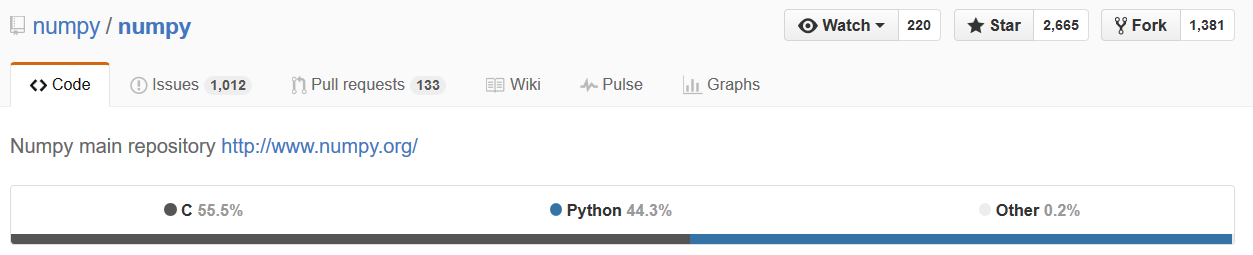 numpy / numpy Watch 220 Star 2,665 Fork 1,381
Code Issues 1,012 Pull requests 133 Wiki Pulse Graphs
Numpy main repository http://www.numpy.org/
C 55.5% Python 44.3% Other 0.2%